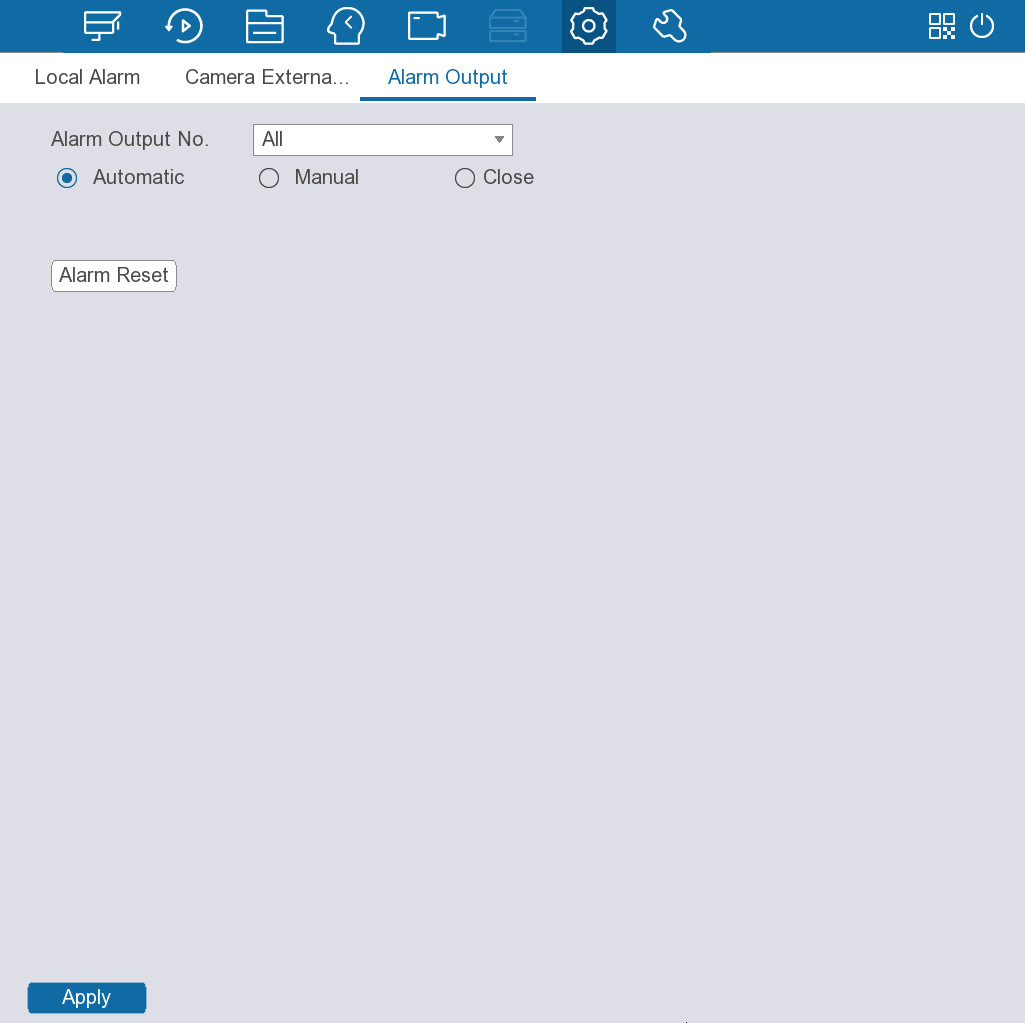 Local Alarm Camera Externa... Alarm Output
Alarm Output No. All
Automatic Manual Close
Alarm Reset
Apply